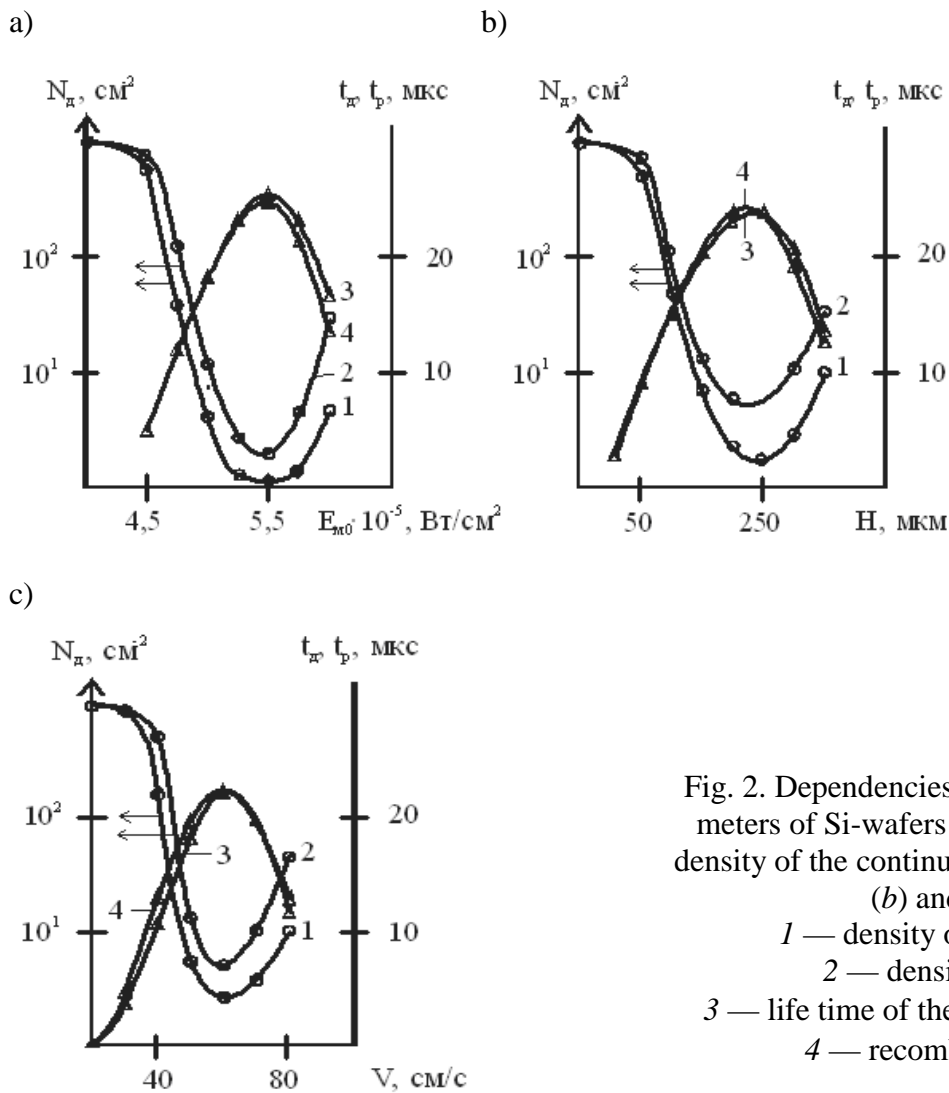 a)
N_д, см²
t_д, t_р, мкс
10²
20
10¹
10
3
4
2
1
4,5
5,5
E_м0·10⁻⁵, Вт/см²
b)
N_д, см²
t_д, t_р, мкс
4
3
10²
20
10¹
10
2
1
50
250
H, мкм
c)
N_д, см²
t_д, t_р, мкс
10²
20
3
2
4
10¹
10
1
40
80
V, см/с
Fig. 2. Dependencies
meters of Si-wafers
density of the continu
(b) and
1 — density o
2 — densi
3 — life time of the
4 — recom